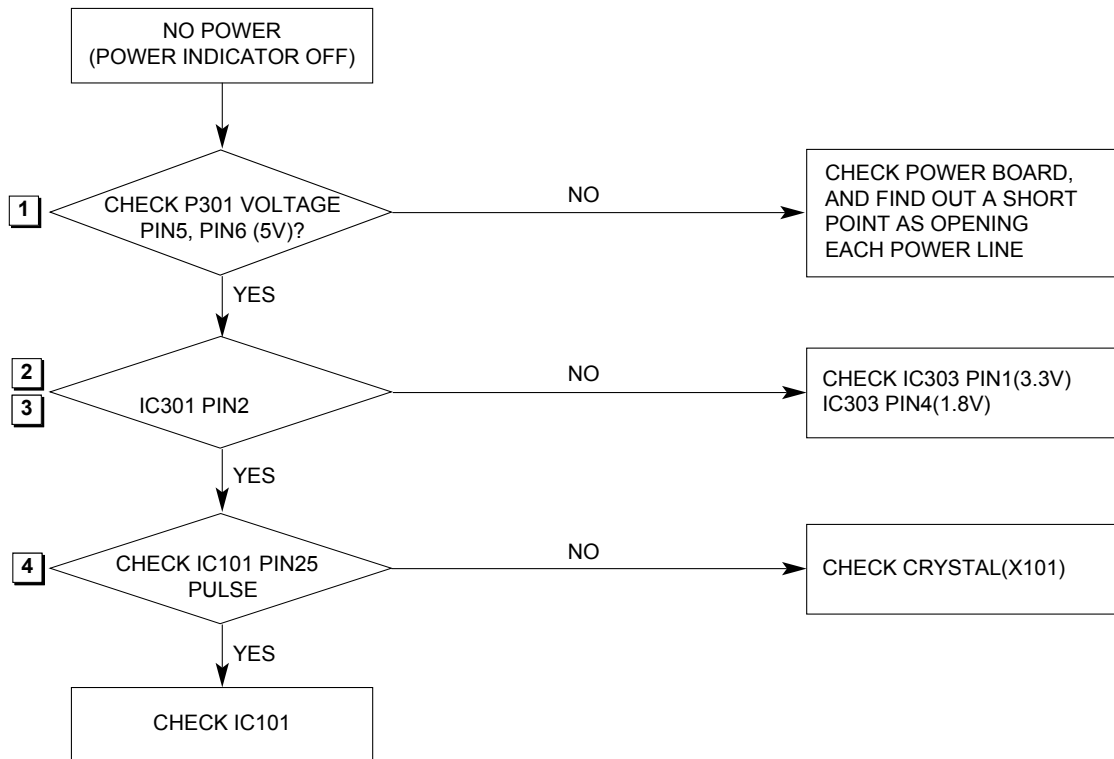 NO POWER
(POWER INDICATOR OFF)
1
CHECK P301 VOLTAGE
PIN5, PIN6 (5V)?
NO
CHECK POWER BOARD,
AND FIND OUT A SHORT
POINT AS OPENING
EACH POWER LINE
YES
2
3
IC301 PIN2
NO
CHECK IC303 PIN1(3.3V)
IC303 PIN4(1.8V)
YES
4
CHECK IC101 PIN25
PULSE
NO
CHECK CRYSTAL(X101)
YES
CHECK IC101